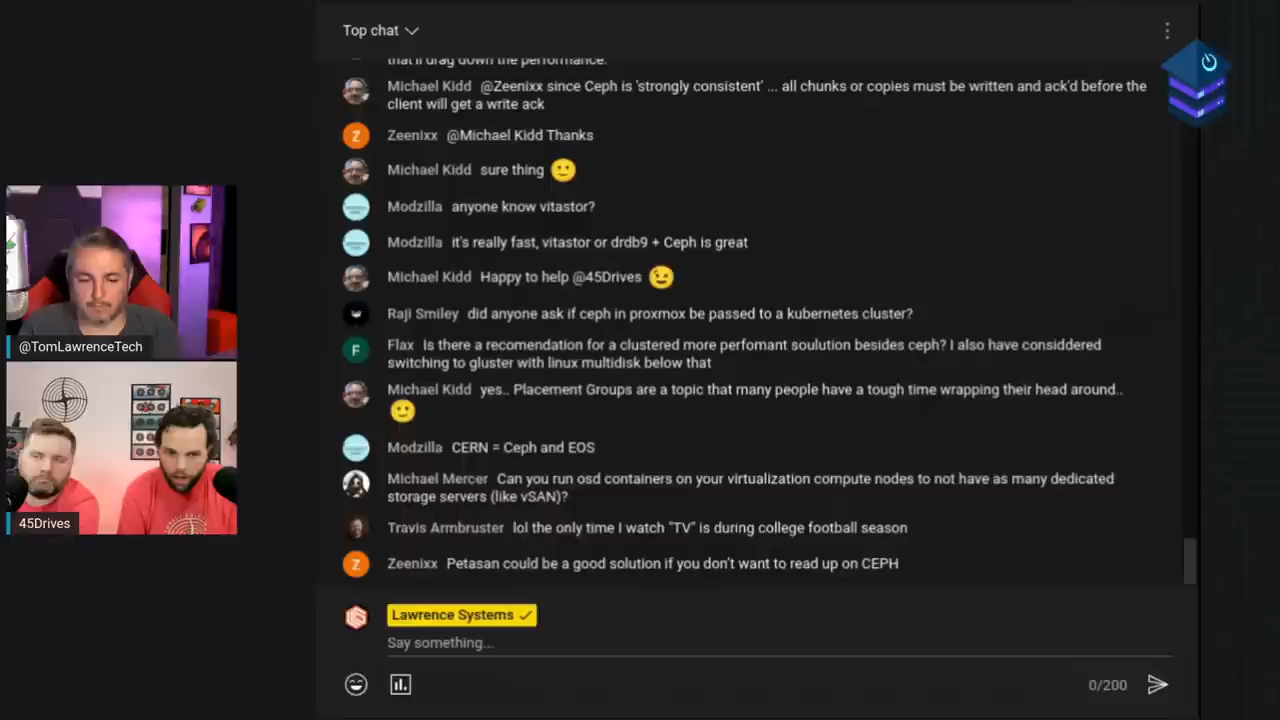 Top chat
that'll drag down the performance.
Michael Kidd @Zeenixx since Ceph is 'strongly consistent' ... all chunks or copies must be written and ack'd before the
client will get a write ack
Z Zeenixx @Michael Kidd Thanks
Michael Kidd sure thing 🙂
Modzilla anyone know vitastor?
Modzilla it's really fast, vitastor or drdb9 + Ceph is great
Michael Kidd Happy to help @45Drives 😉
Raji Smiley did anyone ask if ceph in proxmox be passed to a kubernetes cluster?
F Flax Is there a recomendation for a clustered more perfomant soulution besides ceph? I also have considdered
switching to gluster with linux multidisk below that
Michael Kidd yes.. Placement Groups are a topic that many people have a tough time wrapping their head around..
🙂
Modzilla CERN = Ceph and EOS
Michael Mercer Can you run osd containers on your virtualization compute nodes to not have as many dedicated
storage servers (like vSAN)?
Travis Armbruster lol the only time I watch "TV" is during college football season
Z Zeenixx Petasan could be a good solution if you don't want to read up on CEPH
Lawrence Systems ✓
Say something...
0/200
@TomLawrenceTech
45Drives